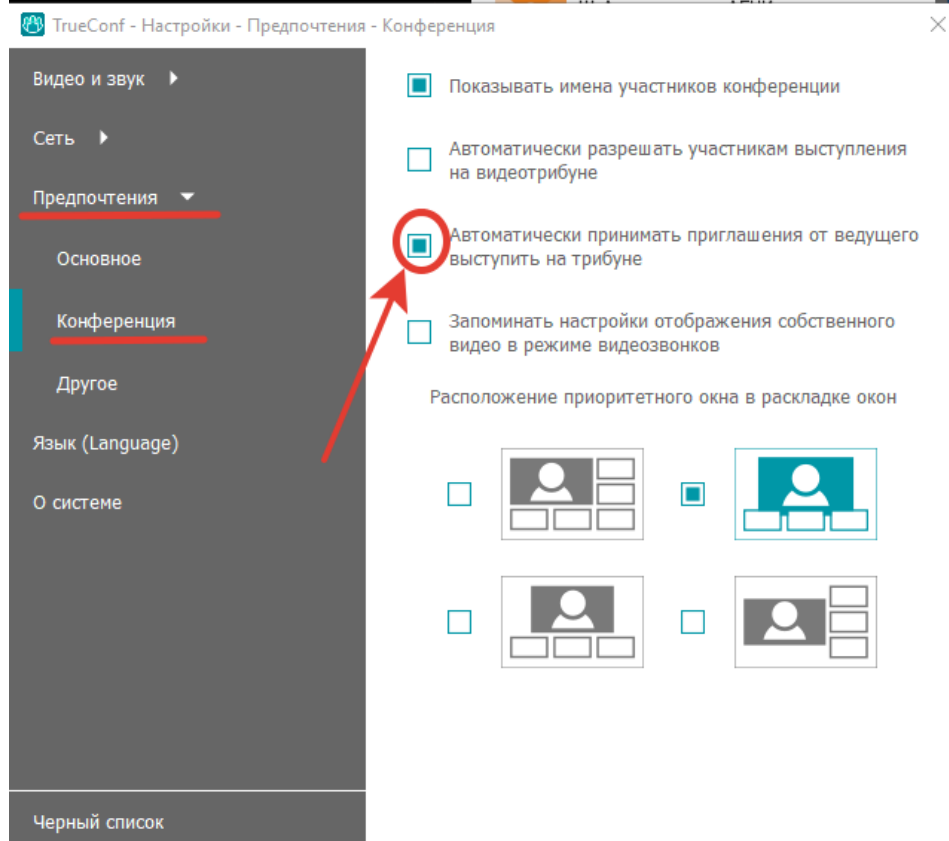 TrueConf - Настройки - Предпочтения - Конференция
Видео и звук
Сеть
Предпочтения
Основное
Конференция
Другое
Язык (Language)
О системе
Черный список
Показывать имена участников конференции
Автоматически разрешать участникам выступления
на видеотрибуне
Автоматически принимать приглашения от ведущего
выступить на трибуне
Запоминать настройки отображения собственного
видео в режиме видеозвонков
Расположение приоритетного окна в раскладке окон